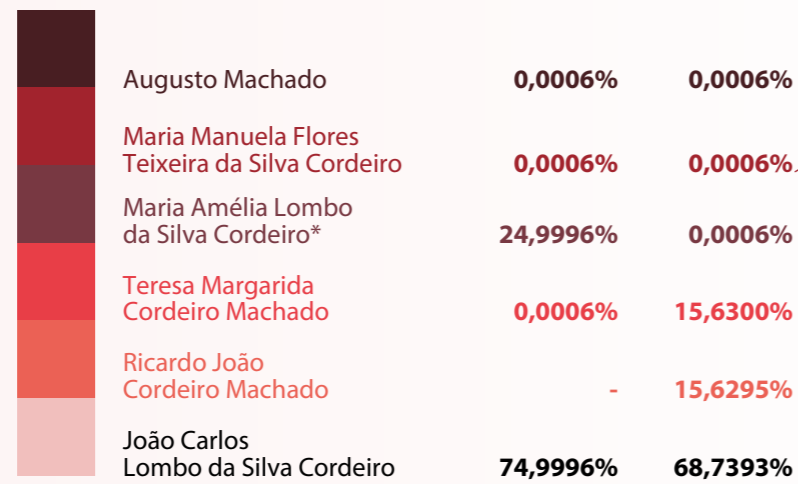 Augusto Machado 0,0006% 0,0006%
Maria Manuela Flores
Teixeira da Silva Cordeiro 0,0006% 0,0006%
Maria Amélia Lombo
da Silva Cordeiro* 24,9996% 0,0006%
Teresa Margarida
Cordeiro Machado 0,0006% 15,6300%
Ricardo João
Cordeiro Machado - 15,6295%
João Carlos
Lombo da Silva Cordeiro 74,9996% 68,7393%